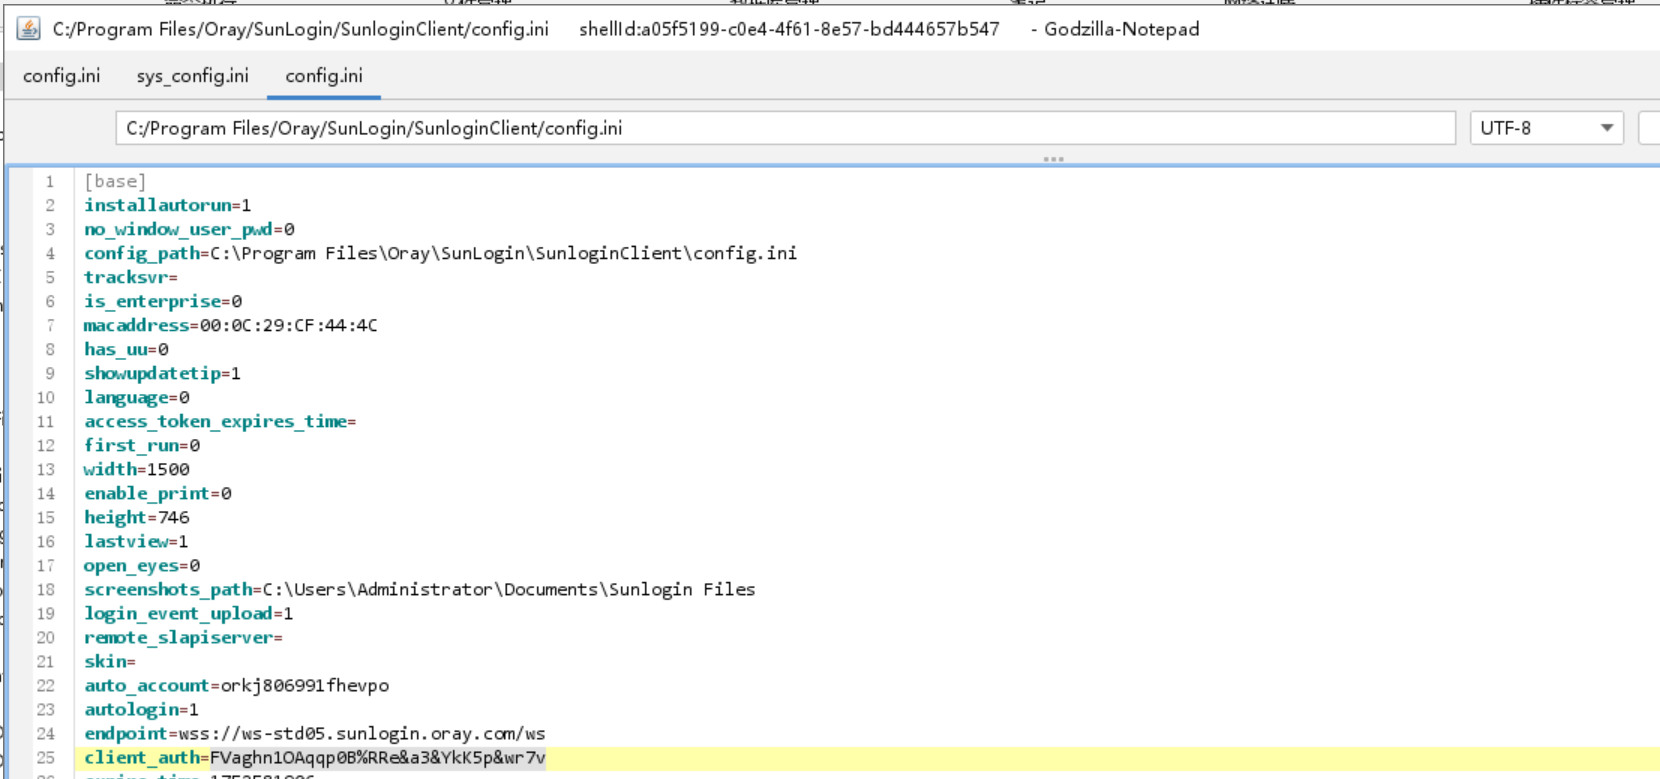 C:/Program Files/Oray/SunLogin/SunloginClient/config.ini shellId:a05f5199-c0e4-4f61-8e57-bd444657b547 - Godzilla-Notepad
config.ini sys_config.ini config.ini
C:/Program Files/Oray/SunLogin/SunloginClient/config.ini UTF-8
1 [base]
2 installautorun=1
3 no_window_user_pwd=0
4 config_path=C:\Program Files\Oray\SunLogin\SunloginClient\config.ini
5 tracksvr=
6 is_enterprise=0
7 macaddress=00:0C:29:CF:44:4C
8 has_uu=0
9 showupdatetip=1
10 language=0
11 access_token_expires_time=
12 first_run=0
13 width=1500
14 enable_print=0
15 height=746
16 lastview=1
17 open_eyes=0
18 screenshots_path=C:\Users\Administrator\Documents\Sunlogin Files
19 login_event_upload=1
20 remote_slapiserver=
21 skin=
22 auto_account=orkj806991fhevpo
23 autologin=1
24 endpoint=wss://ws-std05.sunlogin.oray.com/ws
25 client_auth=FVaghn1OAqqp0B%RRe&a3&YkK5p&wr7v